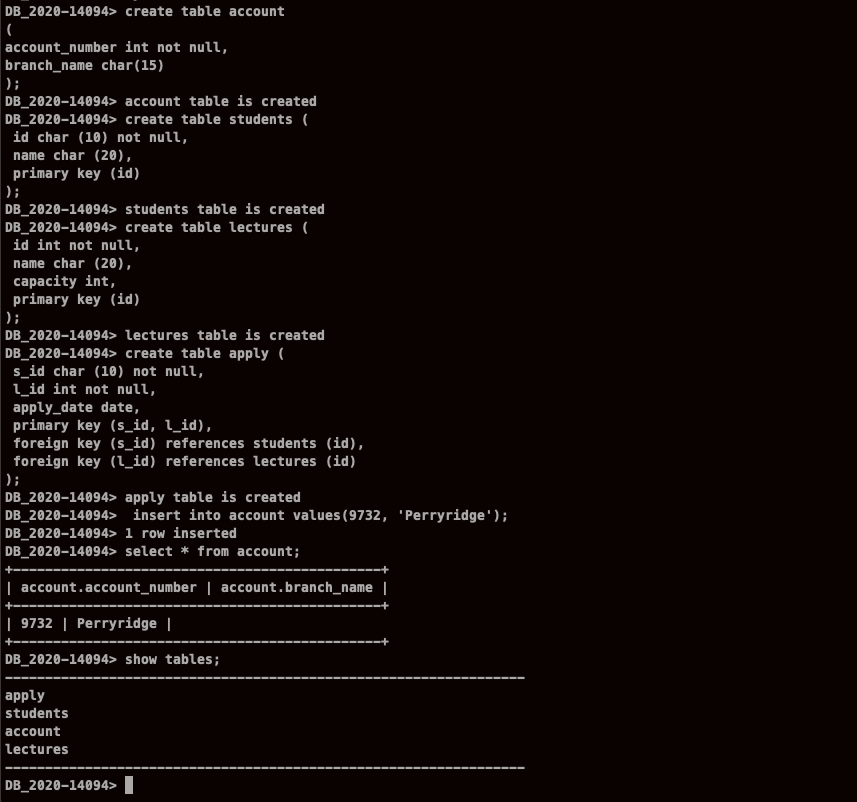 DB_2020-14094> create table account
(
account_number int not null,
branch_name char(15)
);
DB_2020-14094> account table is created
DB_2020-14094> create table students (
 id char (10) not null,
 name char (20),
 primary key (id)
);
DB_2020-14094> students table is created
DB_2020-14094> create table lectures (
 id int not null,
 name char (20),
 capacity int,
 primary key (id)
);
DB_2020-14094> lectures table is created
DB_2020-14094> create table apply (
 s_id char (10) not null,
 l_id int not null,
 apply_date date,
 primary key (s_id, l_id),
 foreign key (s_id) references students (id),
 foreign key (l_id) references lectures (id)
);
DB_2020-14094> apply table is created
DB_2020-14094>  insert into account values(9732, 'Perryridge');
DB_2020-14094> 1 row inserted
DB_2020-14094> select * from account;
+----------------------------------------------+
| account.account_number | account.branch_name |
+----------------------------------------------+
| 9732 | Perryridge |
+----------------------------------------------+
DB_2020-14094> show tables;
-----------------------------------------------------------------
apply
students
account
lectures
-----------------------------------------------------------------
DB_2020-14094>